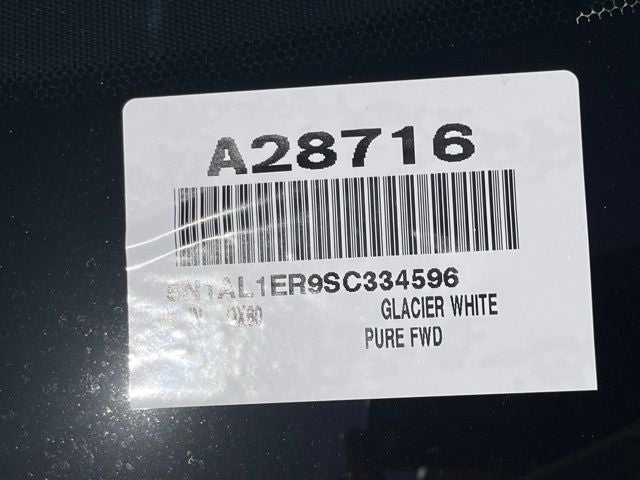 A28716
5N1AL1ER9SC334596
QX60 GLACIER WHITE
PURE FWD